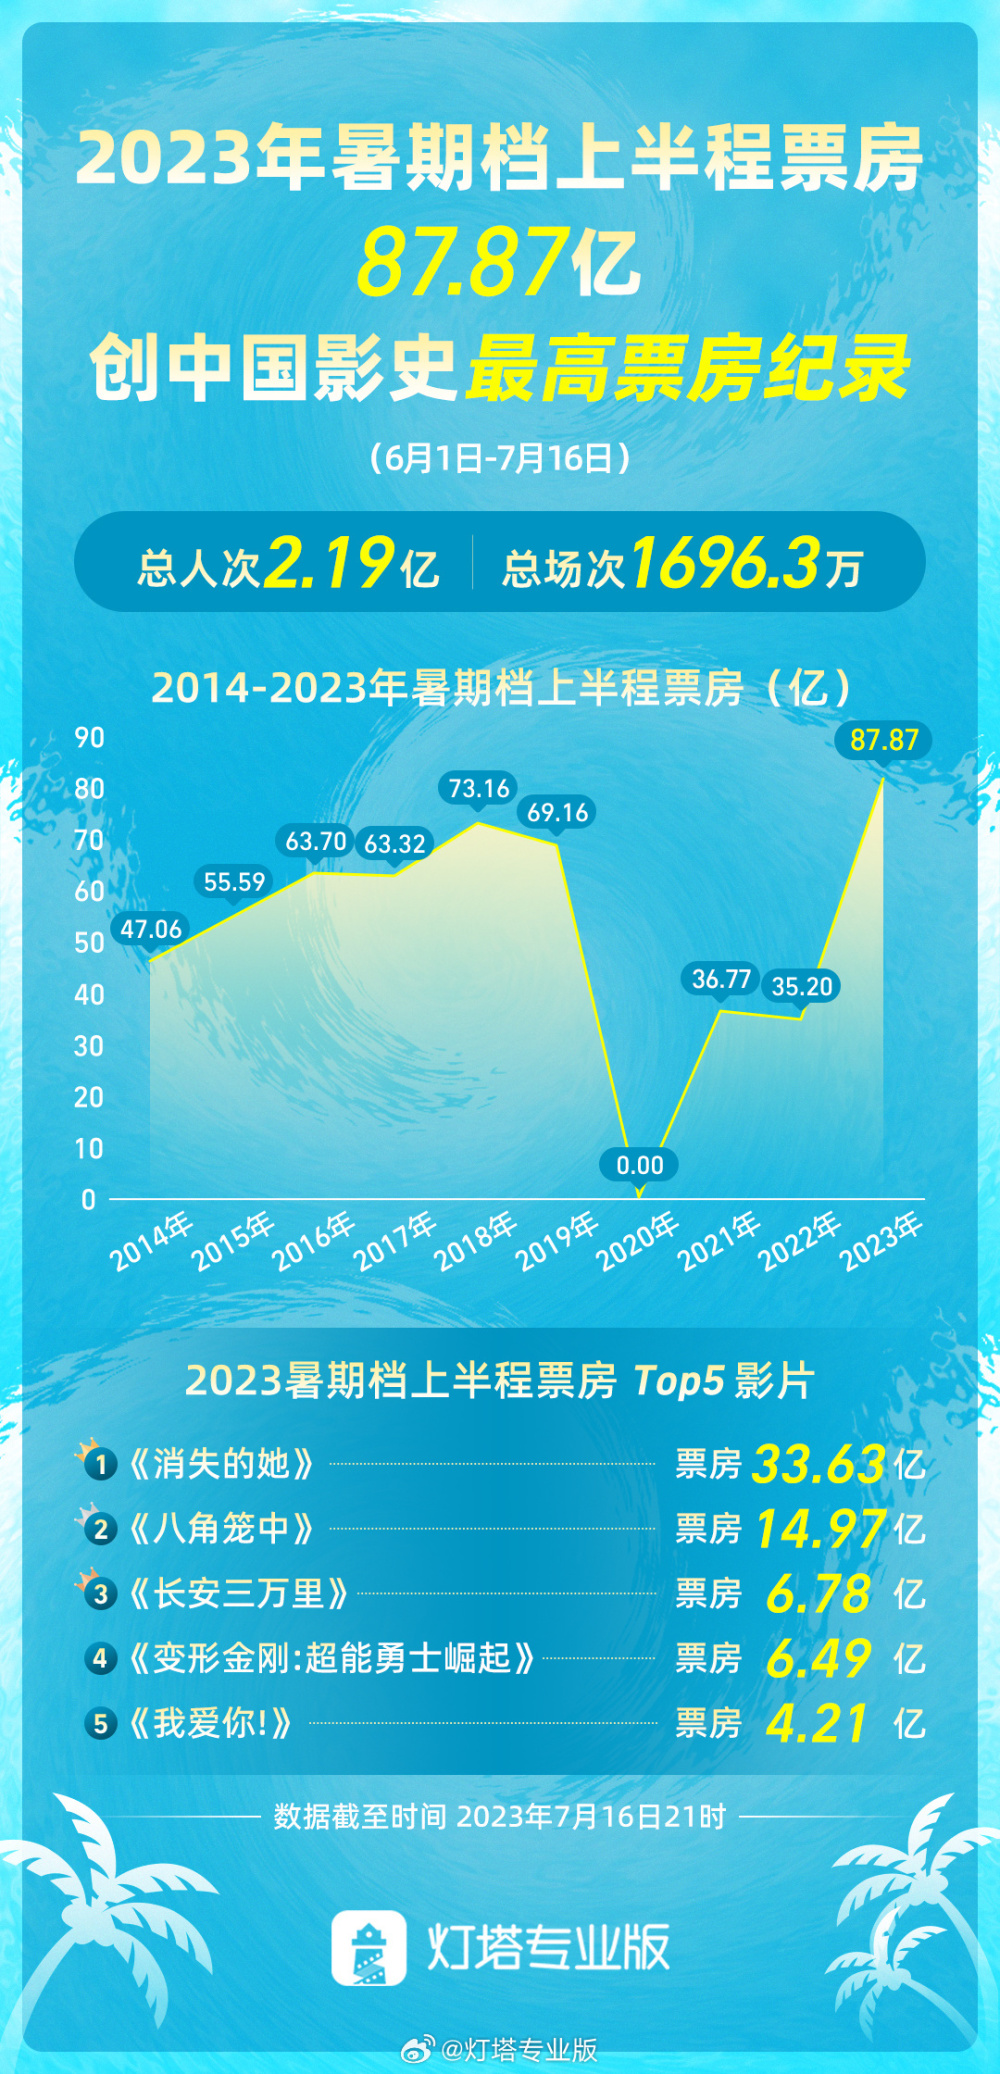 2023年暑期档上半程票房
87.87亿
创中国影史最高票房纪录
（6月1日-7月16日）
总人次2.19亿
总场次1696.3万
2014-2023年暑期档上半程票房（亿）
90
80
70
60
50
40
30
20
10
0
47.06
55.59
63.70
63.32
73.16
69.16
0.00
36.77
35.20
87.87
2014年
2015年
2016年
2017年
2018年
2019年
2020年
2021年
2022年
2023年
2023暑期档上半程票房 Top5 影片
1 《消失的她》 票房 33.63 亿
2 《八角笼中》 票房 14.97 亿
3 《长安三万里》 票房 6.78 亿
4 《变形金刚:超能勇士崛起》 票房 6.49 亿
5 《我爱你!》 票房 4.21 亿
数据截至时间 2023年7月16日21时
灯塔专业版
@灯塔专业版